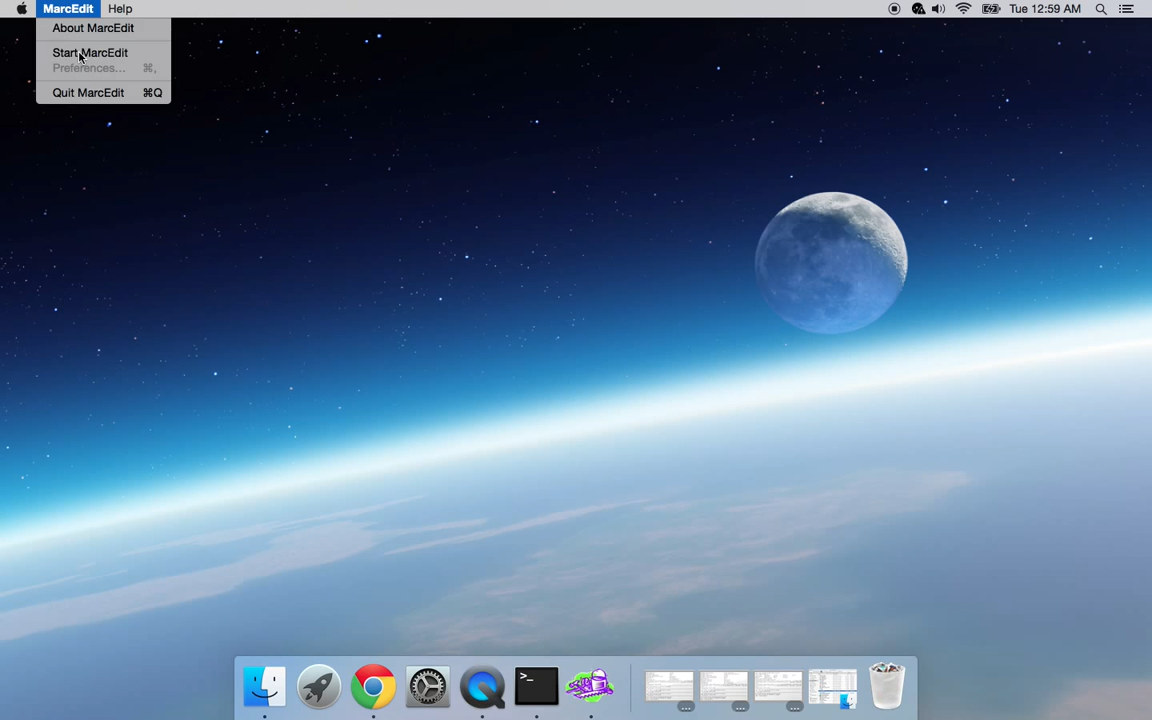 MarcEdit Help Tue 12:59 AM
About MarcEdit
Start MarcEdit
Preferences... ⌘,
Quit MarcEdit ⌘Q
>_
... ... ...